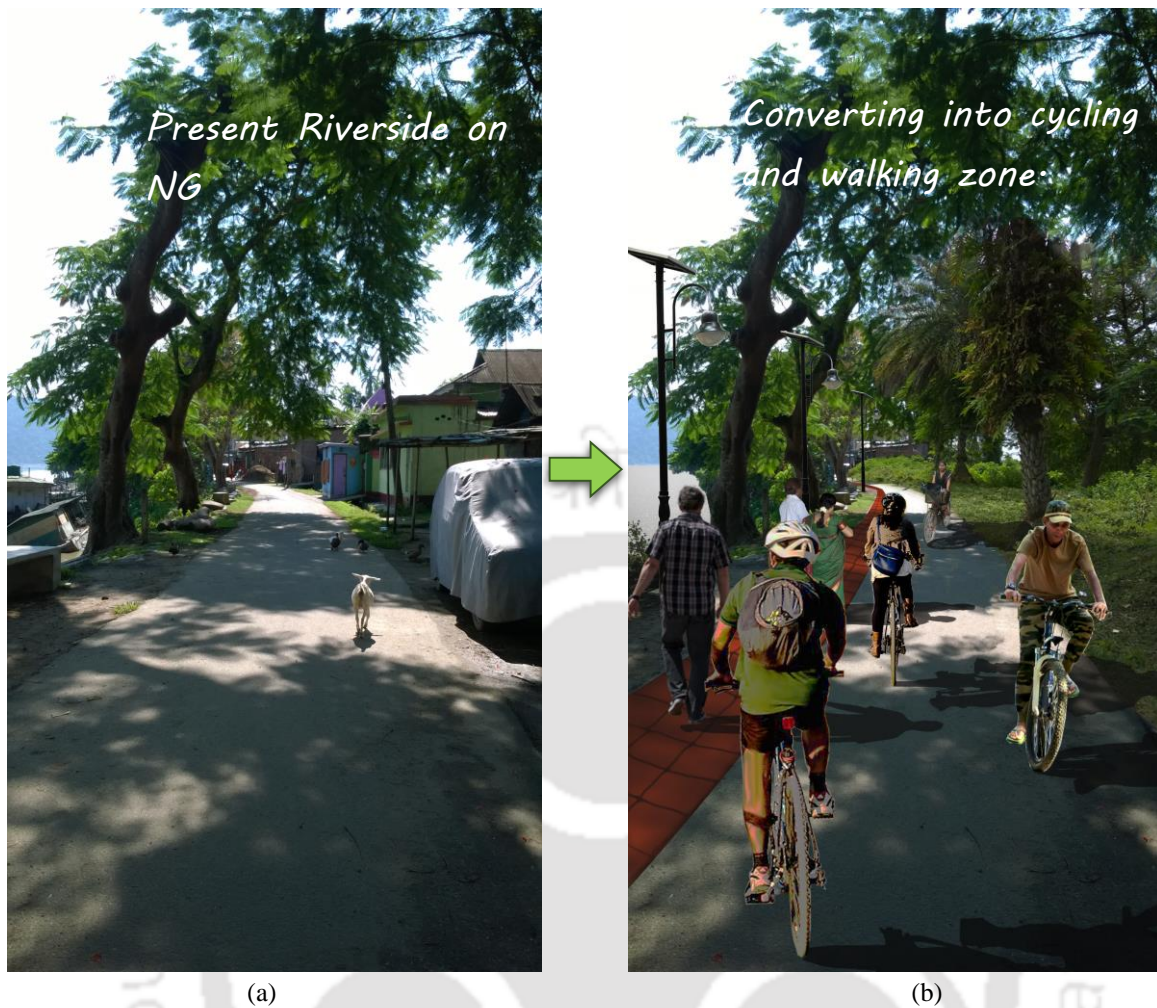 Present Riverside on
NG
Converting into cycling
and walking zone.
(a)
(b)